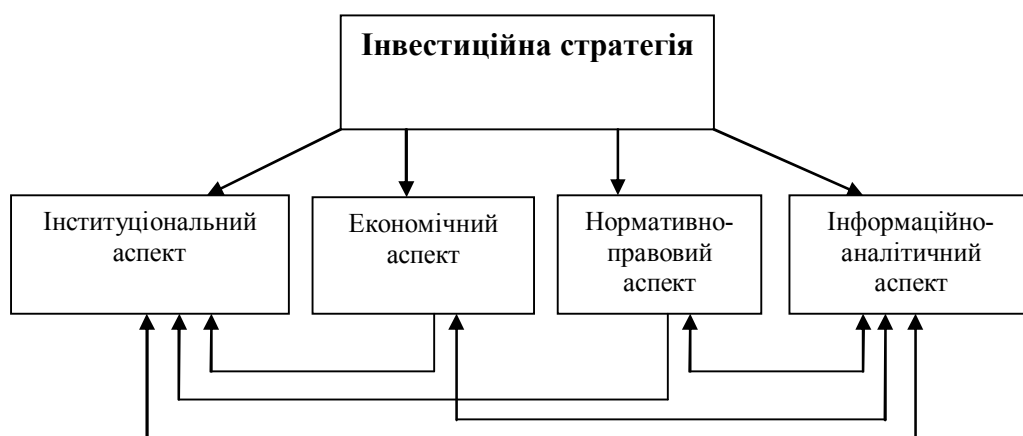 Інвестиційна стратегія
Інституціональний
аспект
Економічний
аспект
Нормативно-
правовий
аспект
Інформаційно-
аналітичний
аспект